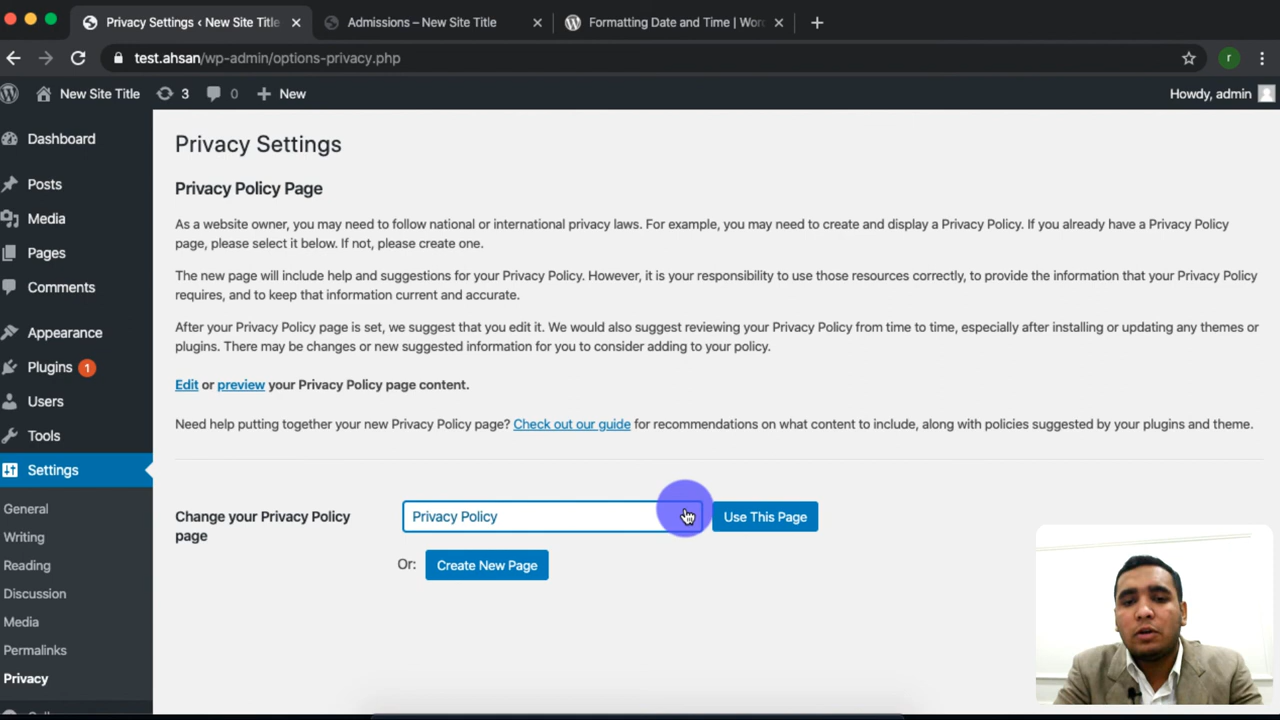 Privacy Settings ‹ New Site Title
Admissions – New Site Title
Formatting Date and Time | Wor
test.ahsan/wp-admin/options-privacy.php
r
New Site Title
3
0
New
Howdy, admin
Dashboard
Posts
Media
Pages
Comments
Appearance
Plugins 1
Users
Tools
Settings
General
Writing
Reading
Discussion
Media
Permalinks
Privacy
Privacy Settings
Privacy Policy Page
As a website owner, you may need to follow national or international privacy laws. For example, you may need to create and display a Privacy Policy. If you already have a Privacy Policy
page, please select it below. If not, please create one.
The new page will include help and suggestions for your Privacy Policy. However, it is your responsibility to use those resources correctly, to provide the information that your Privacy Policy
requires, and to keep that information current and accurate.
After your Privacy Policy page is set, we suggest that you edit it. We would also suggest reviewing your Privacy Policy from time to time, especially after installing or updating any themes or
plugins. There may be changes or new suggested information for you to consider adding to your policy.
Edit or preview your Privacy Policy page content.
Need help putting together your new Privacy Policy page? Check out our guide for recommendations on what content to include, along with policies suggested by your plugins and theme.
Change your Privacy Policy
page
Privacy Policy
Use This Page
Or:
Create New Page